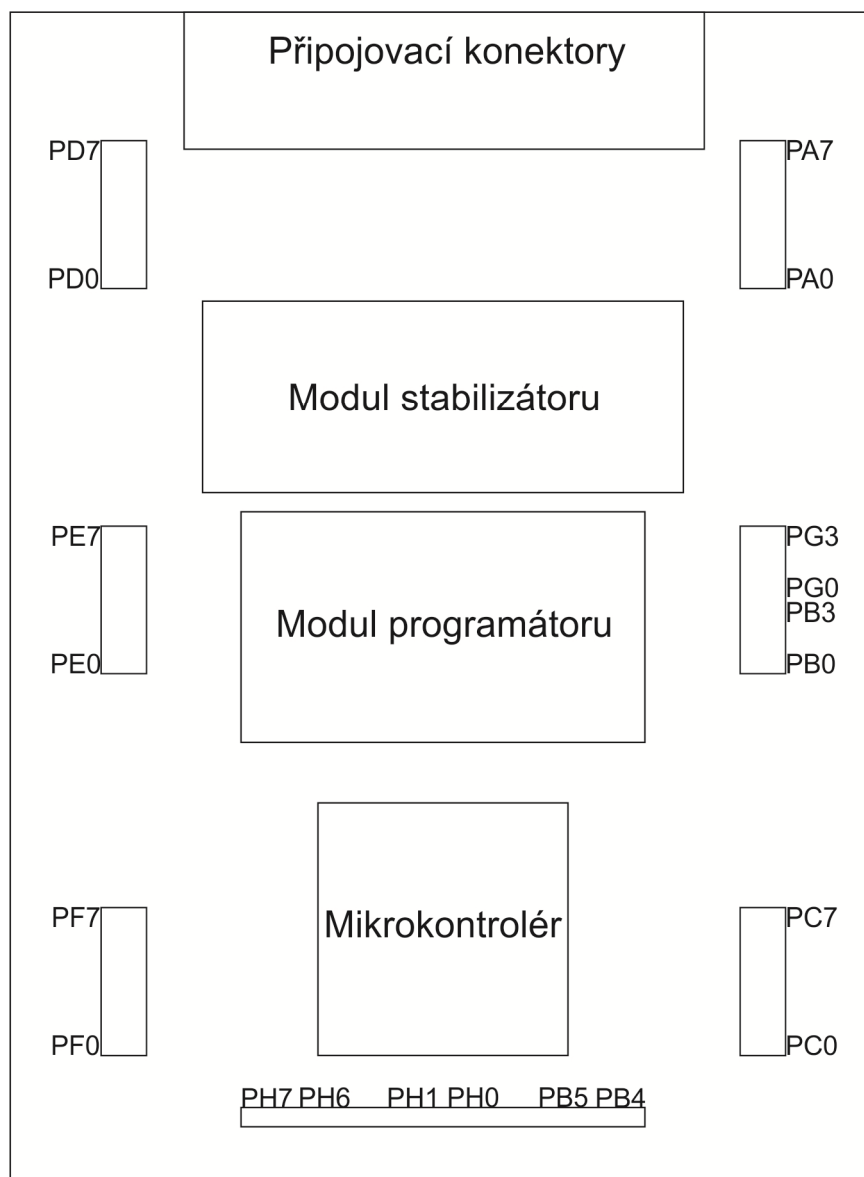 Připojovací konektory
PD7 PA7
PD0 PA0
Modul stabilizátoru
PE7 PG3
PG0
Modul programátoru PB3
PE0 PB0
PF7 PC7
Mikrokontrolér
PF0 PC0
PH7 PH6 PH1 PH0 PB5 PB4